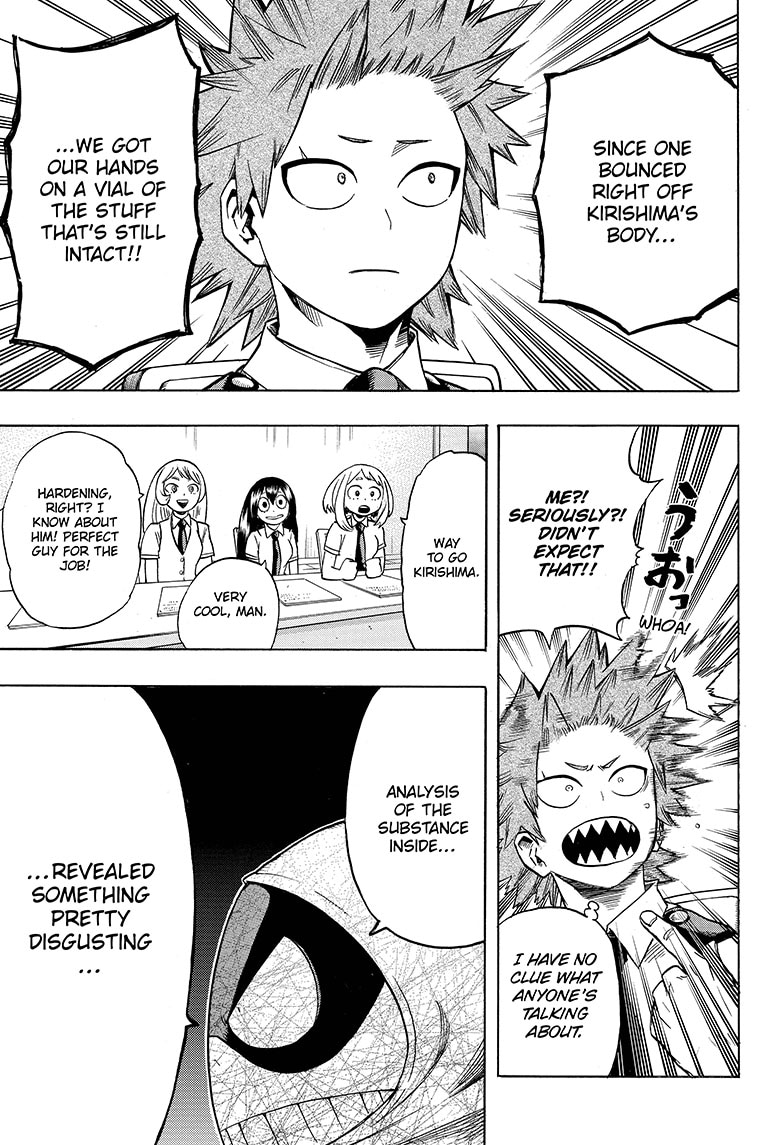 SINCE ONE
BOUNCED
RIGHT OFF
KIRISHIMA'S
BODY...
...WE GOT
OUR HANDS
ON A VIAL OF
THE STUFF
THAT'S STILL
INTACT!!
うおっ
WHOA!
ME?!
SERIOUSLY?!
DIDN'T
EXPECT
THAT!!
I HAVE NO
CLUE WHAT
ANYONE'S
TALKING
ABOUT.
WAY
TO GO
KIRISHIMA.
VERY
COOL, MAN.
HARDENING,
RIGHT? I
KNOW ABOUT
HIM! PERFECT
GUY FOR THE
JOB!
ANALYSIS
OF THE
SUBSTANCE
INSIDE...
...REVEALED
SOMETHING
PRETTY
DISGUSTING
...